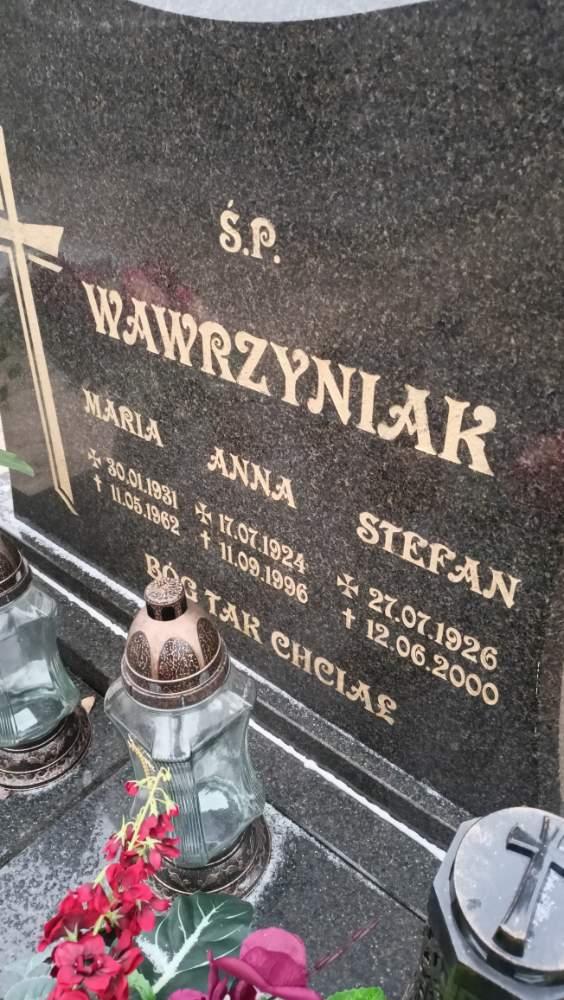 Ś.P.
WAWRZYNIAK
MARIA ANNA STEFAN
✠ 30.01.1931 ✠ 17.07.1924 ✠ 27.07.1926
† 11.05.1962 † 11.09.1996 † 12.06.2000
BÓG TAK CHCIAŁ